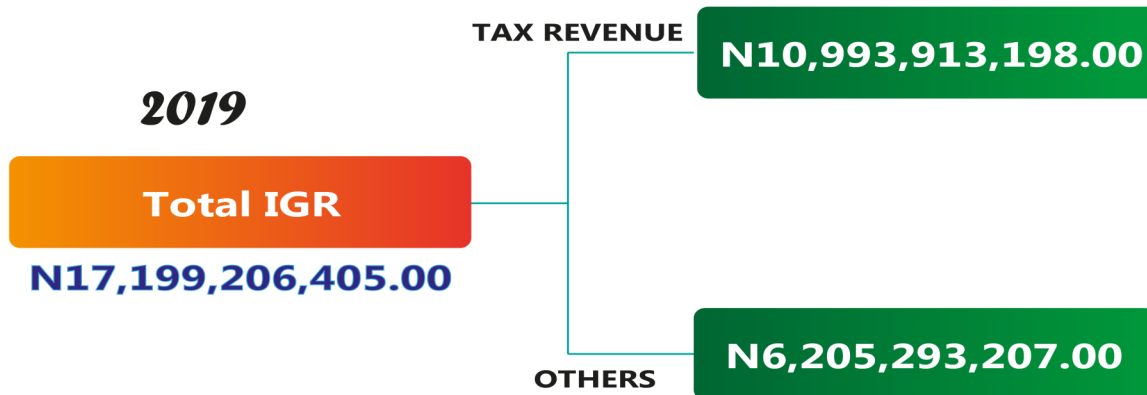 TAX REVENUE
N10,993,913,198.00
2019
Total IGR
N17,199,206,405.00
N6,205,293,207.00
OTHERS